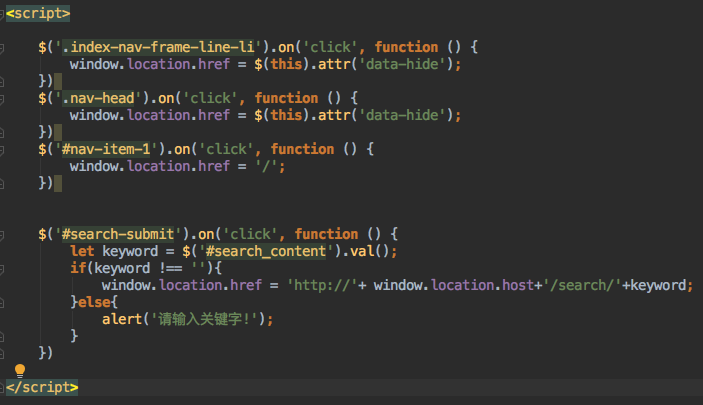 <script>
$('.index-nav-frame-line-li').on('click', function () {
window.location.href = $(this).attr('data-hide');
})
$('.nav-head').on('click', function () {
window.location.href = $(this).attr('data-hide');
})
$('#nav-item-1').on('click', function () {
window.location.href = '/';
})
$('#search-submit').on('click', function () {
let keyword = $('#search_content').val();
if(keyword !== ''){
window.location.href = 'http://'+ window.location.host+'/search/'+keyword;
}else{
alert('请输入关键字!');
}
})
</script>